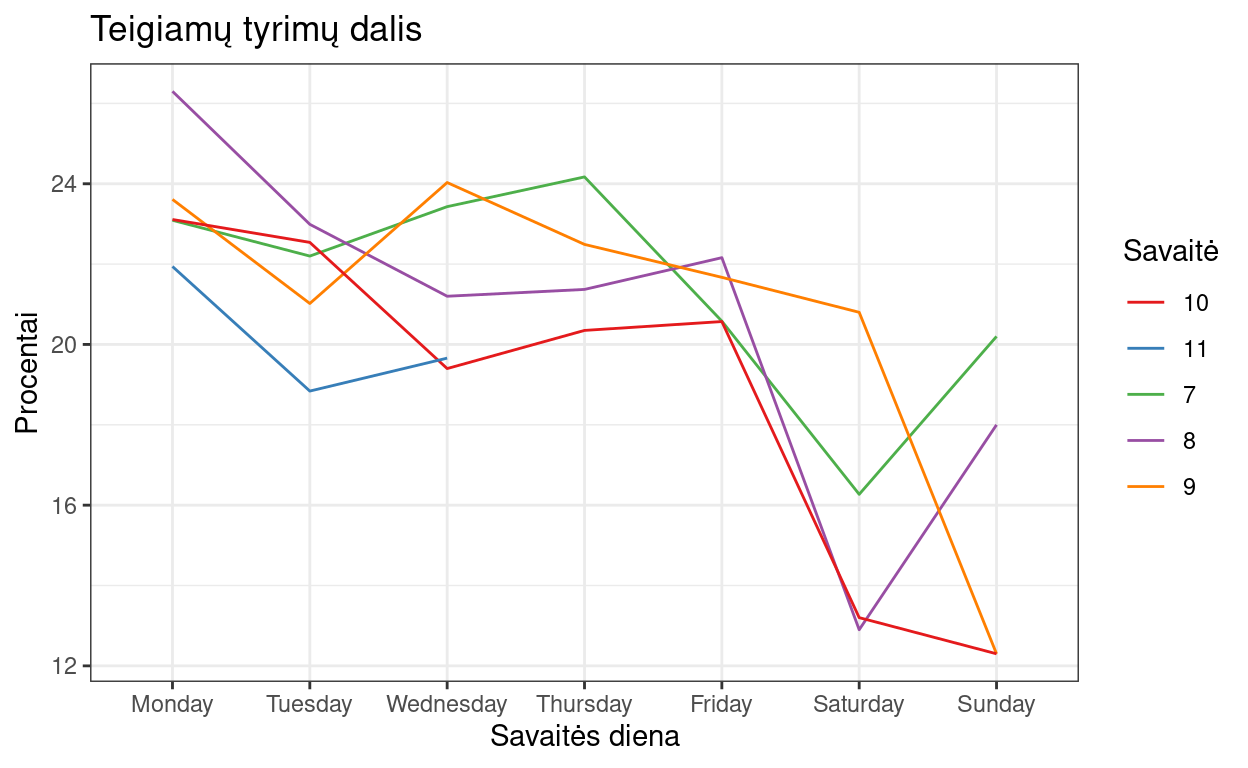 Teigiamų tyrimų dalis
Procentai
24
20
16
12
Monday Tuesday Wednesday Thursday Friday Saturday Sunday
Savaitės diena
Savaitė
10
11
7
8
9